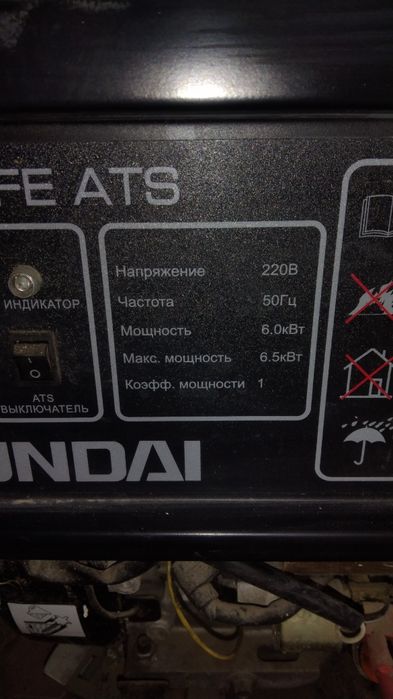 FE ATS
ИНДИКАТОР
ATS
ВЫКЛЮЧАТЕЛЬ
Напряжение 220В
Частота 50Гц
Мощность 6.0кВт
Макс. мощность 6.5кВт
Коэфф. мощности 1
UNDAI